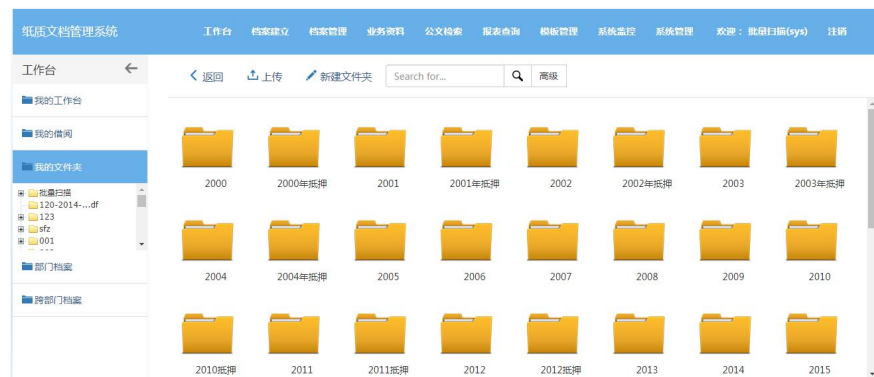 纸质文档管理系统 工作台 档案建立 档案管理 业务资料 公文检索 报表查询 模板管理 系统监控 系统管理 欢迎：批量扫描(sys) 注销
工作台
返回 上传 新建文件夹 Search for... 高级
我的工作台
我的借阅
我的文件夹
批量扫描
120-2014-...df
123
sfz
001
部门档案
跨部门档案
2000 2000年抵押 2001 2001年抵押 2002 2002年抵押 2003 2003年抵押
2004 2004年抵押 2005 2006 2007 2008 2009 2010
2010抵押 2011 2011抵押 2012 2012抵押 2013 2014 2015